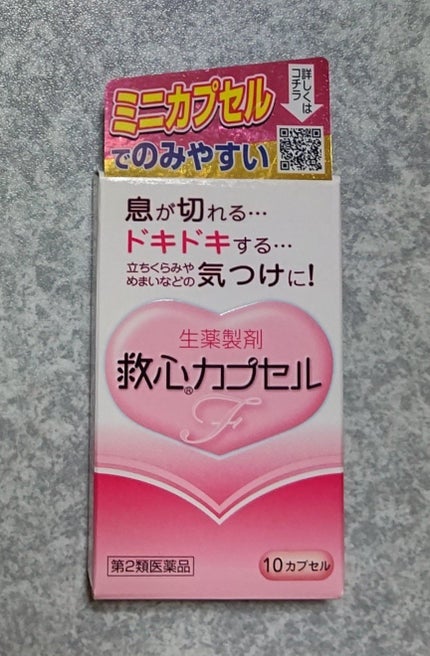 詳しくは
コチラ
ミニカプセル
でのみやすい
息が切れる…
ドキドキする…
立ちくらみや
めまいなどの
気つけに!
生薬製剤
救心®カプセル
F
第2類医薬品
10カプセル